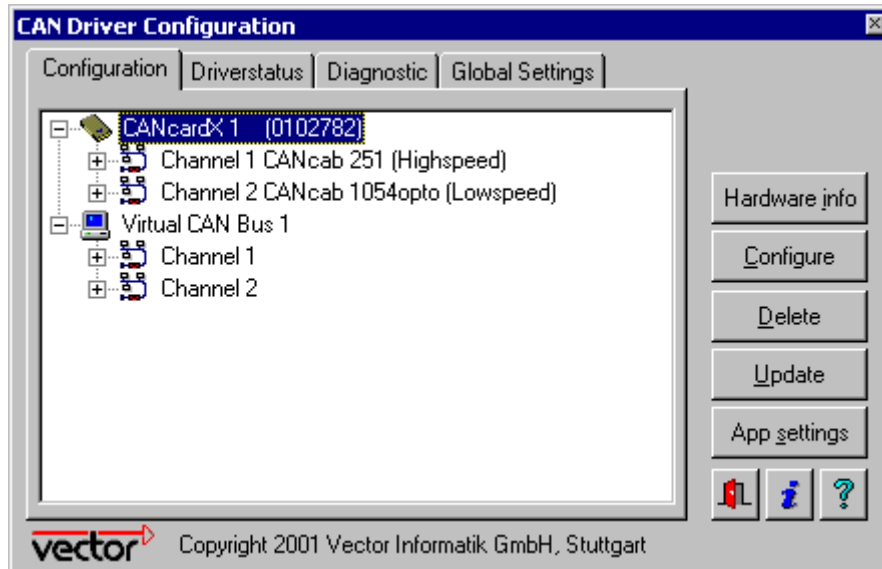 CAN Driver Configuration
Configuration Driverstatus Diagnostic Global Settings
CANcardX 1 (0102782)
Channel 1 CANcab 251 (Highspeed)
Channel 2 CANcab 1054opto (Lowspeed)
Virtual CAN Bus 1
Channel 1
Channel 2
Hardware info
Configure
Delete
Update
App settings
vector Copyright 2001 Vector Informatik GmbH, Stuttgart